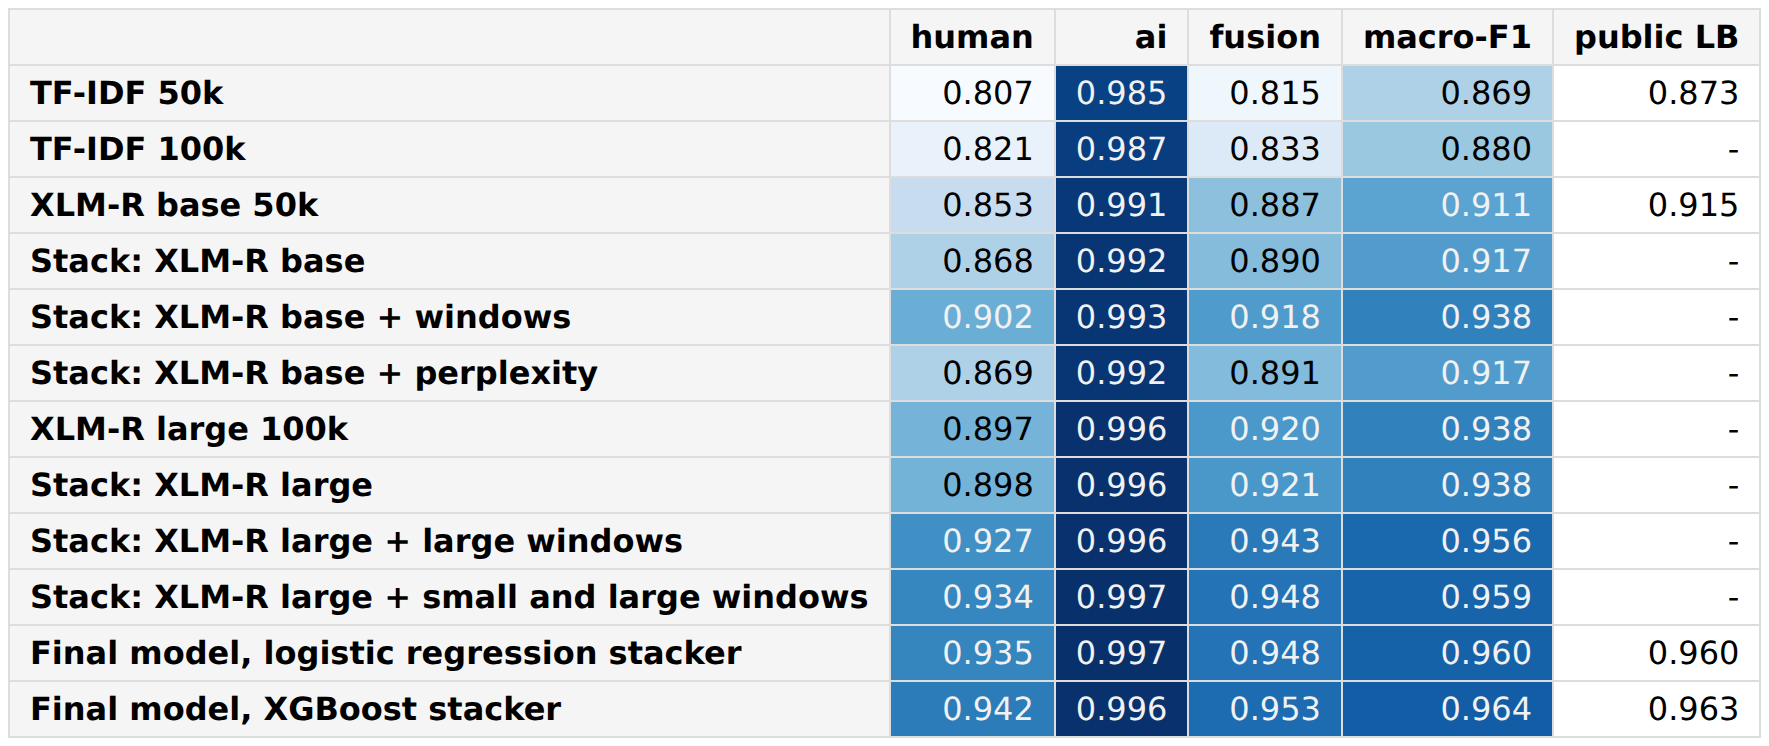 human ai fusion macro-F1 public LB
TF-IDF 50k 0.807 0.985 0.815 0.869 0.873
TF-IDF 100k 0.821 0.987 0.833 0.880 -
XLM-R base 50k 0.853 0.991 0.887 0.911 0.915
Stack: XLM-R base 0.868 0.992 0.890 0.917 -
Stack: XLM-R base + windows 0.902 0.993 0.918 0.938 -
Stack: XLM-R base + perplexity 0.869 0.992 0.891 0.917 -
XLM-R large 100k 0.897 0.996 0.920 0.938 -
Stack: XLM-R large 0.898 0.996 0.921 0.938 -
Stack: XLM-R large + large windows 0.927 0.996 0.943 0.956 -
Stack: XLM-R large + small and large windows 0.934 0.997 0.948 0.959 -
Final model, logistic regression stacker 0.935 0.997 0.948 0.960 0.960
Final model, XGBoost stacker 0.942 0.996 0.953 0.964 0.963